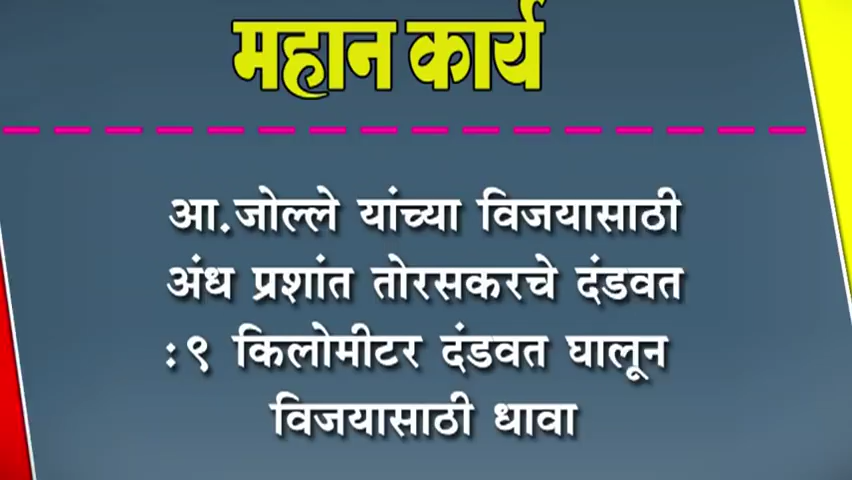 महान कार्य
आ.जोल्ले यांच्या विजयासाठी
अंध प्रशांत तोरसकरचे दंडवत
:९ किलोमीटर दंडवत घालून
विजयासाठी धावा